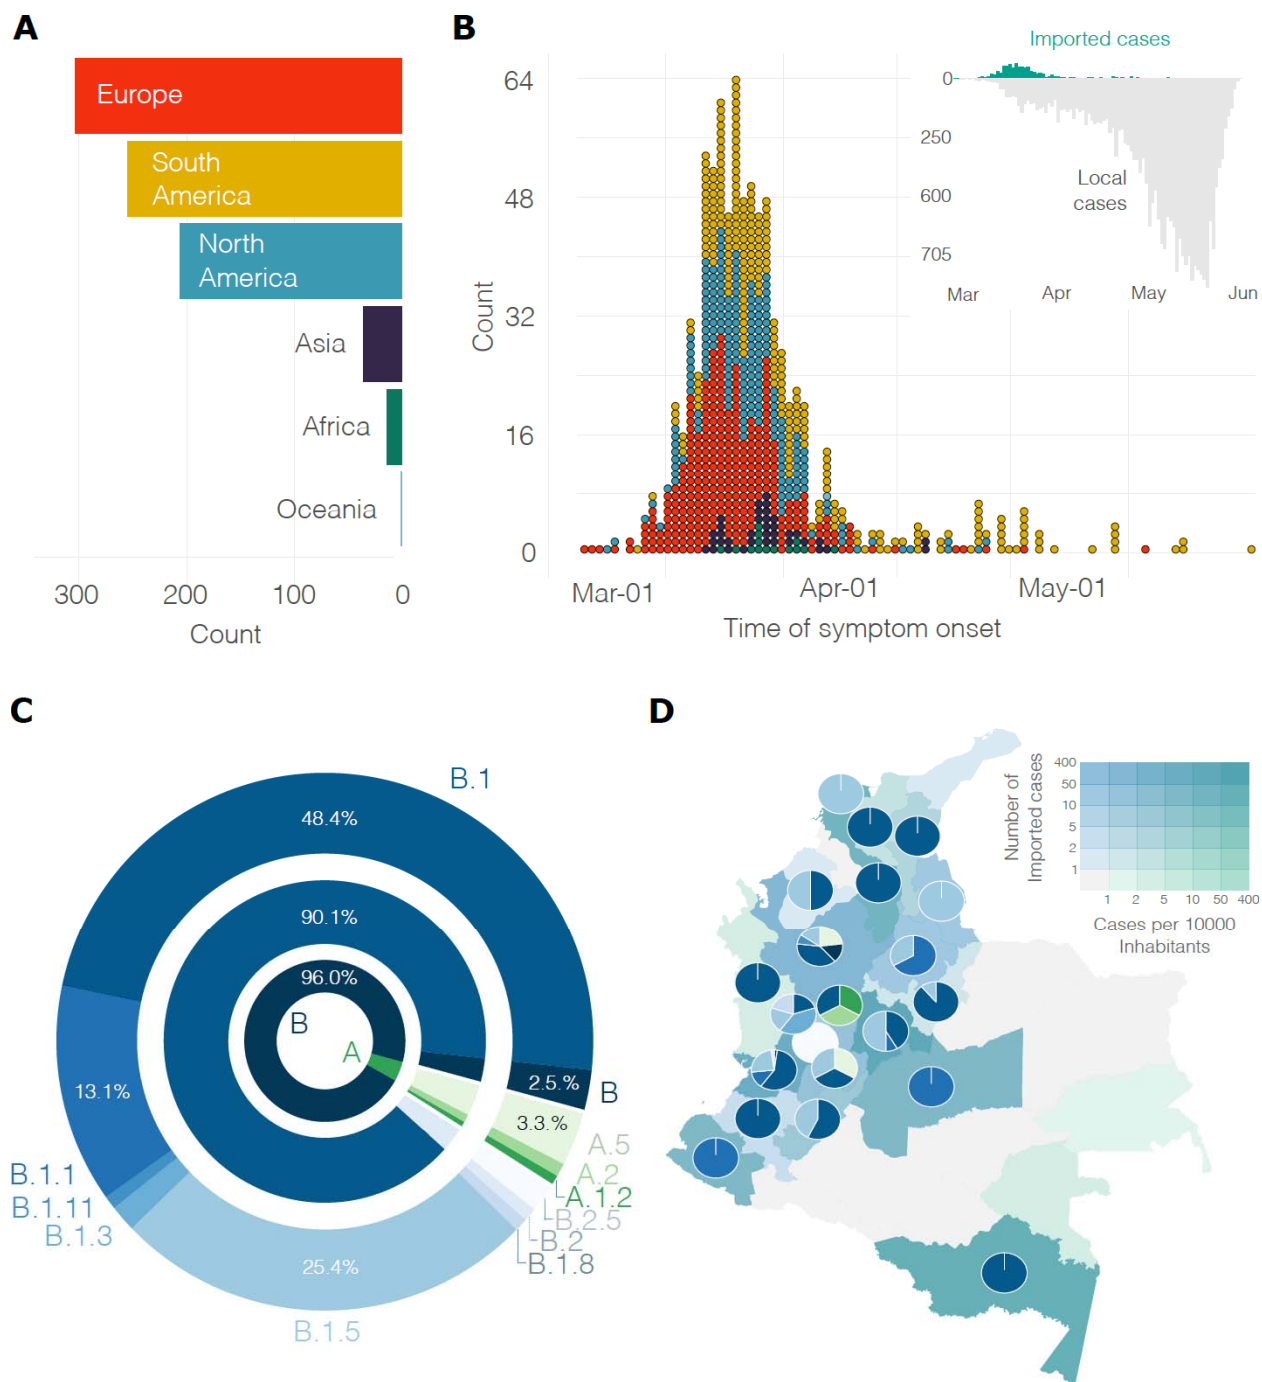 A
Europe
South
America
North
America
Asia
Africa
Oceania
300
200
100
0
Count
B
64
48
32
16
0
Count
Mar-01
Apr-01
May-01
Time of symptom onset
Imported cases
0
250
600
705
Local
cases
Mar
Apr
May
Jun
C
B.1
48.4%
90.1%
96.0%
B
A
2.5.%
B
3.3.%
A.5
A.2
A.1.2
B.2.5
B.2
B.1.8
13.1%
B.1.1
B.1.11
B.1.3
25.4%
B.1.5
D
Number of
Imported cases
400
50
10
5
2
1
1
2
5
10
50
400
Cases per 10000
Inhabitants